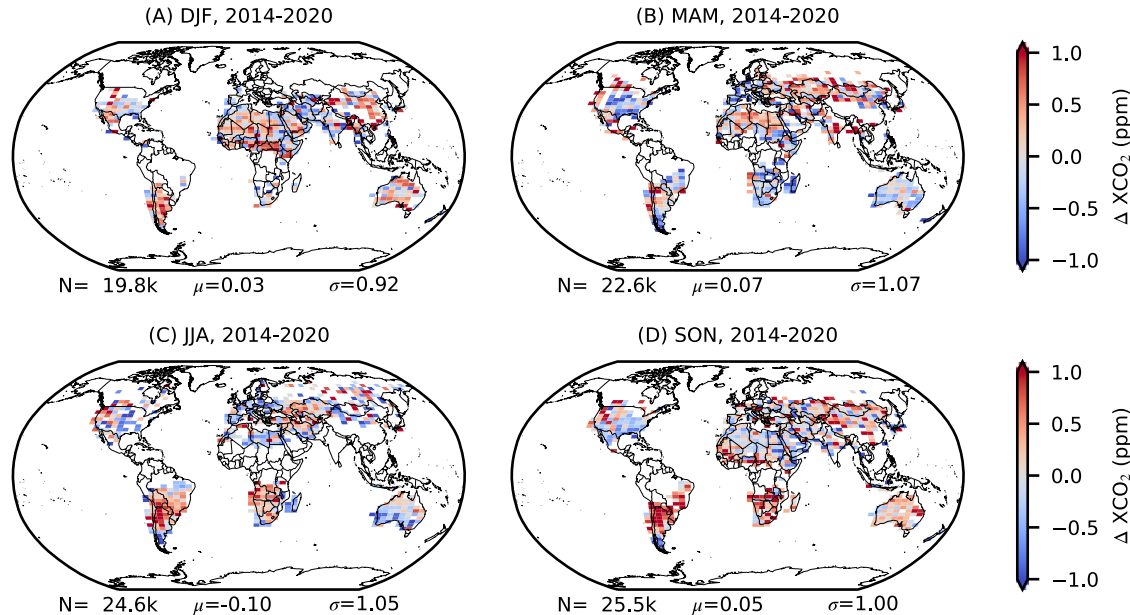 (A) DJF, 2014-2020
(B) MAM, 2014-2020
N= 19.8k μ=0.03 σ=0.92
N= 22.6k μ=0.07 σ=1.07
1.0
0.5
0.0
−0.5
−1.0
Δ XCO₂ (ppm)
(C) JJA, 2014-2020
(D) SON, 2014-2020
N= 24.6k μ=-0.10 σ=1.05
N= 25.5k μ=0.05 σ=1.00
1.0
0.5
0.0
−0.5
−1.0
Δ XCO₂ (ppm)